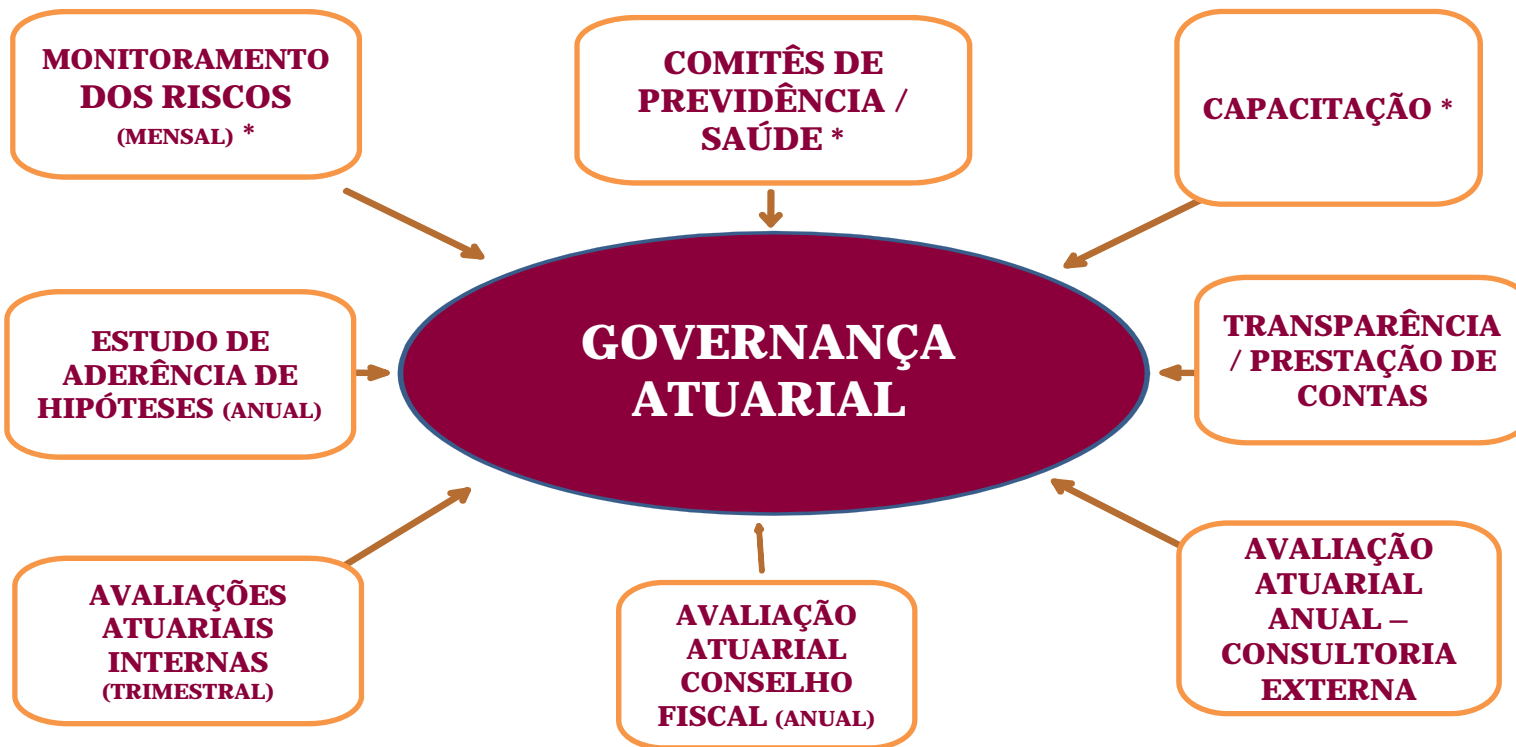 MONITORAMENTO
DOS RISCOS
(MENSAL) *
COMITÊS DE
PREVIDÊNCIA /
SAÚDE *
CAPACITAÇÃO *
ESTUDO DE
ADERÊNCIA DE
HIPÓTESES (ANUAL)
GOVERNANÇA
ATUARIAL
TRANSPARÊNCIA
/ PRESTAÇÃO DE
CONTAS
AVALIAÇÕES
ATUARIAIS
INTERNAS
(TRIMESTRAL)
AVALIAÇÃO
ATUARIAL
CONSELHO
FISCAL (ANUAL)
AVALIAÇÃO
ATUARIAL
ANUAL –
CONSULTORIA
EXTERNA